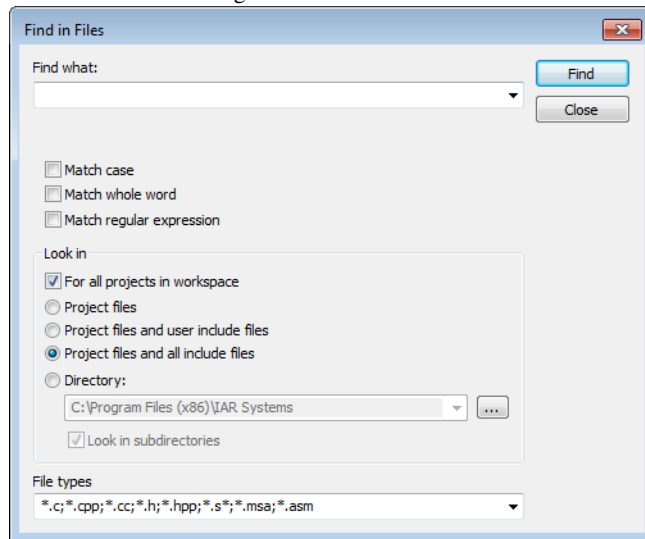 Find in Files
Find what:
Find
Close
Match case
Match whole word
Match regular expression
Look in
For all projects in workspace
Project files
Project files and user include files
Project files and all include files
Directory:
C:\Program Files (x86)\IAR Systems
...
Look in subdirectories
File types
*.c;*.cpp;*.cc;*.h;*.hpp;*.s*;*.msa;*.asm